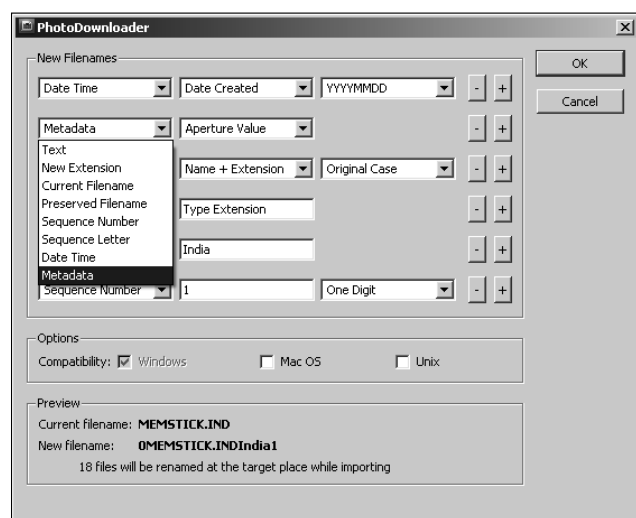 PhotoDownloader
New Filenames
Date Time Date Created YYYYMMDD - +
Metadata Aperture Value - +
Text
New Extension
Current Filename
Preserved Filename
Sequence Number
Sequence Letter
Date Time
Metadata
Name + Extension Original Case - +
Type Extension - +
India - +
Sequence Number 1 One Digit - +
OK
Cancel
Options
Compatibility: Windows Mac OS Unix
Preview
Current filename: MEMSTICK.IND
New filename: 0MEMSTICK.INDIndia1
18 files will be renamed at the target place while importing